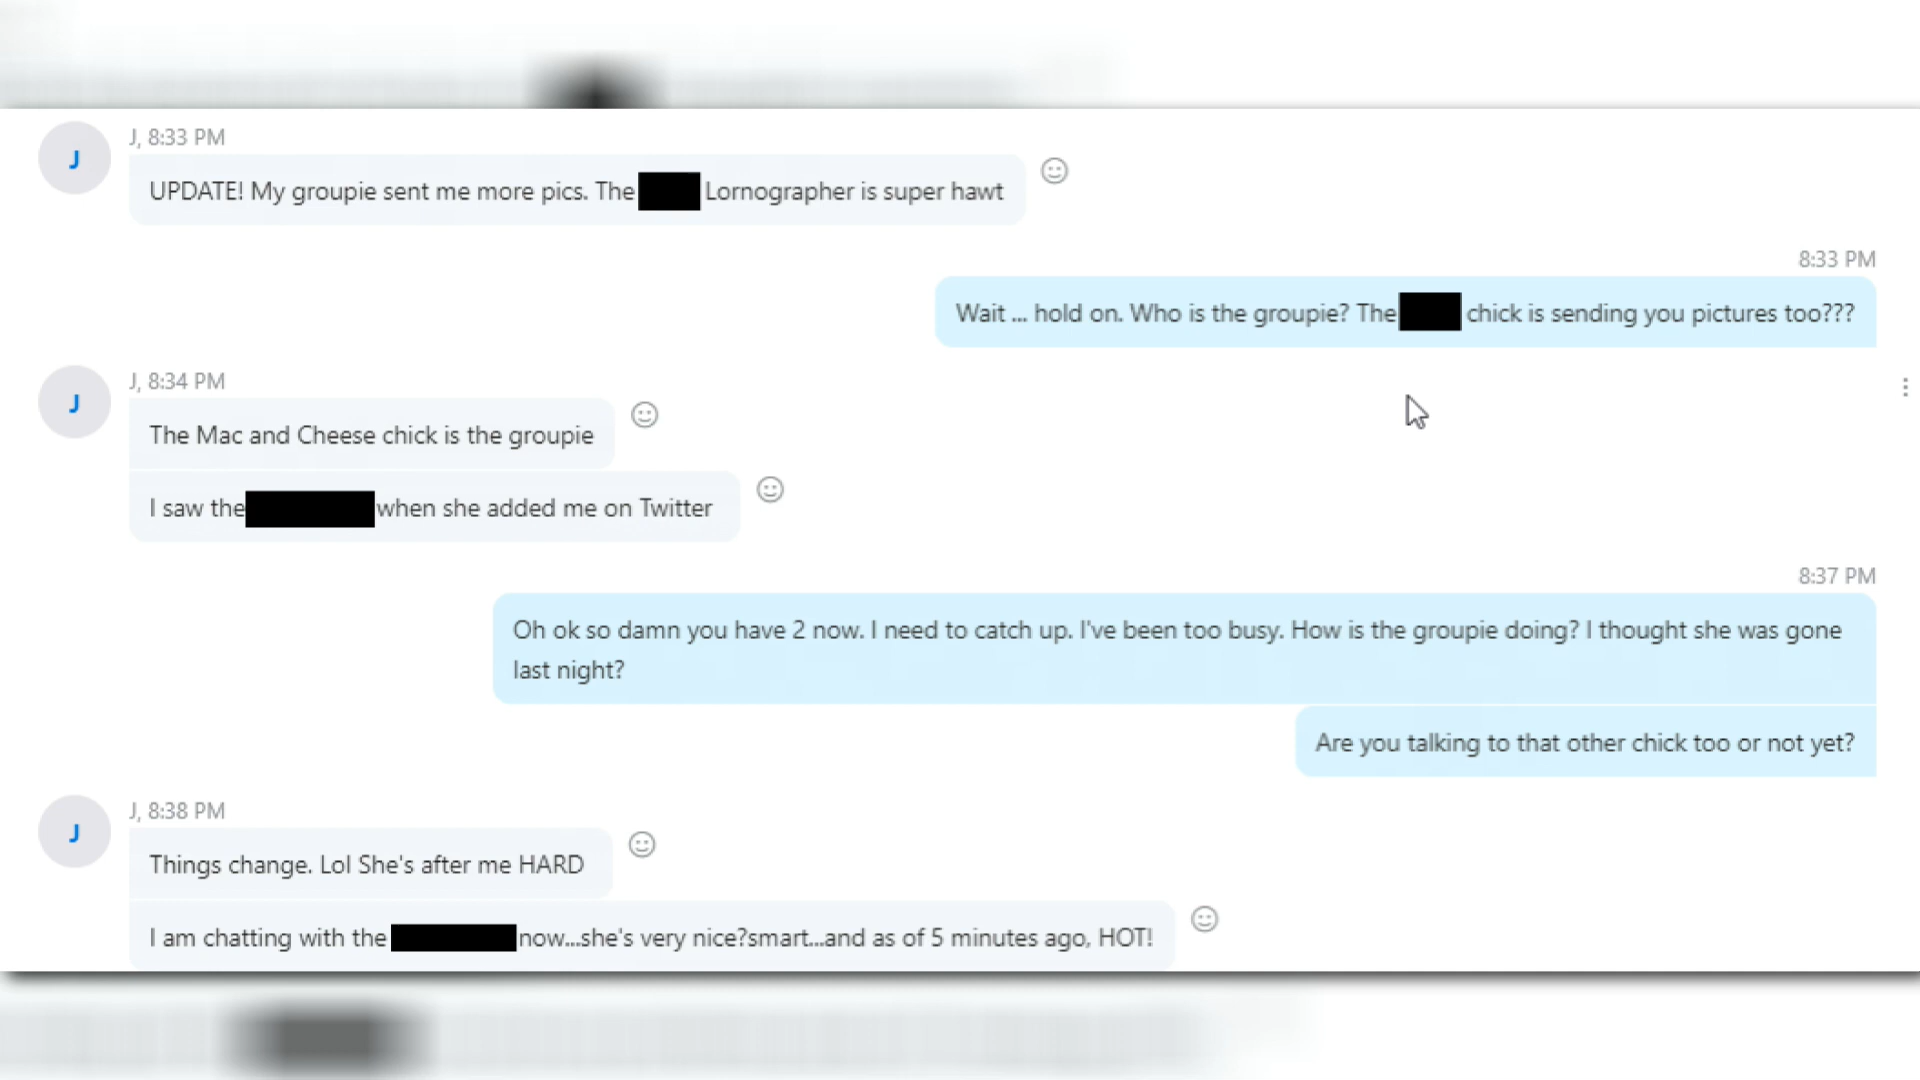 J
J, 8:33 PM
UPDATE! My groupie sent me more pics. The Lornographer is super hawt
8:33 PM
Wait ... hold on. Who is the groupie? The chick is sending you pictures too???
J
J, 8:34 PM
The Mac and Cheese chick is the groupie
I saw the when she added me on Twitter
8:37 PM
Oh ok so damn you have 2 now. I need to catch up. I've been too busy. How is the groupie doing? I thought she was gone
last night?
Are you talking to that other chick too or not yet?
J
J, 8:38 PM
Things change. Lol She's after me HARD
I am chatting with the now...she's very nice?smart...and as of 5 minutes ago, HOT!